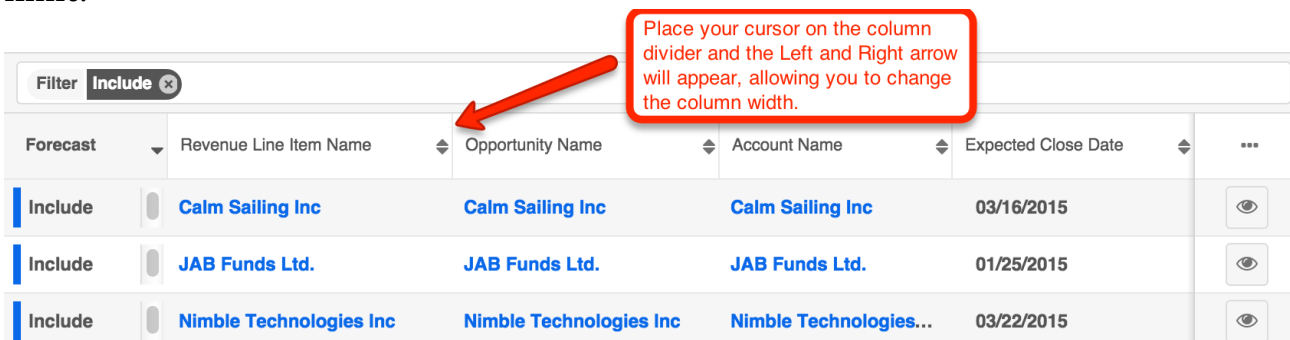 Place your cursor on the column
divider and the Left and Right arrow
will appear, allowing you to change
the column width.
Filter Include
Forecast Revenue Line Item Name Opportunity Name Account Name Expected Close Date
Include Calm Sailing Inc Calm Sailing Inc Calm Sailing Inc 03/16/2015
Include JAB Funds Ltd. JAB Funds Ltd. JAB Funds Ltd. 01/25/2015
Include Nimble Technologies Inc Nimble Technologies Inc Nimble Technologies... 03/22/2015